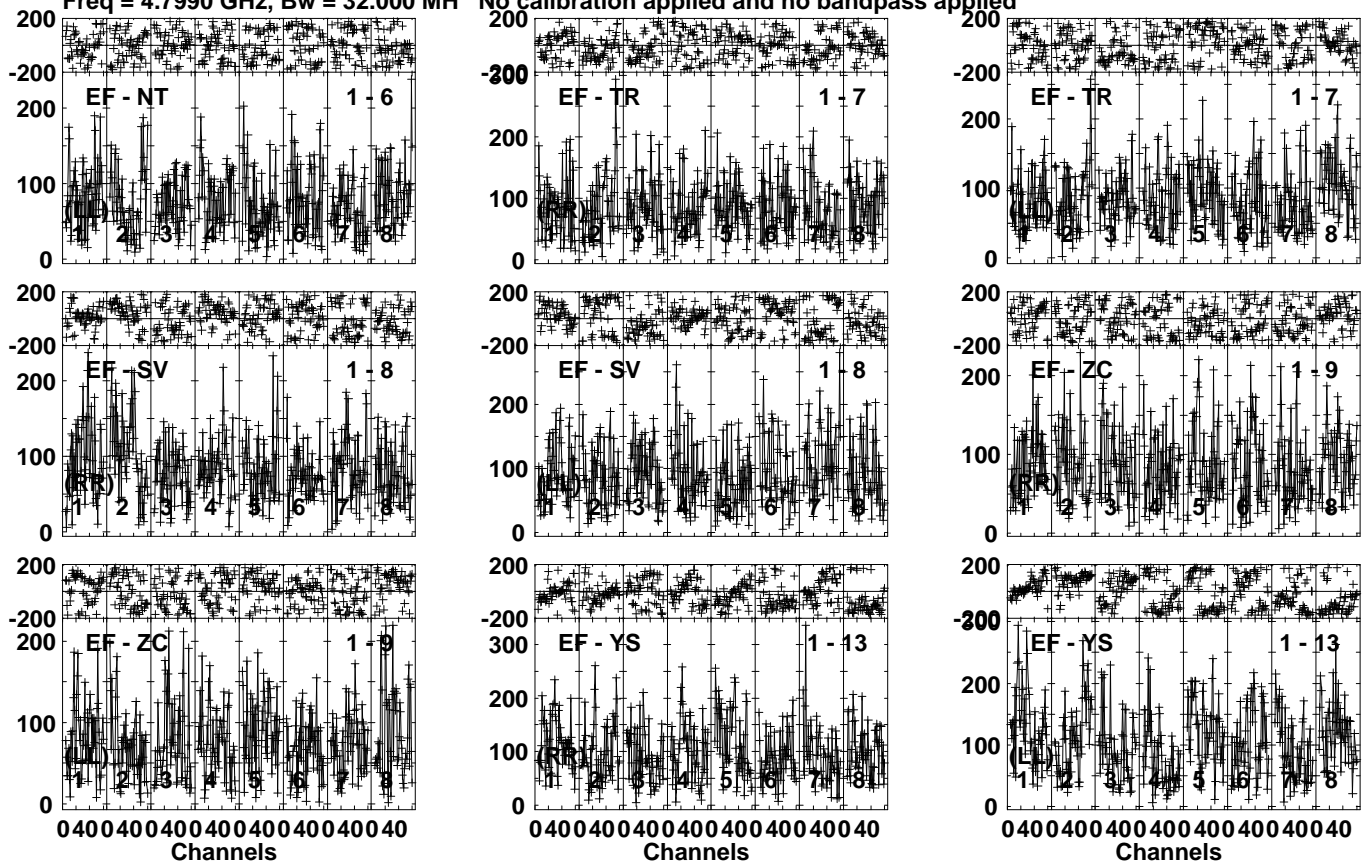 Freq = 4.7990 GHz, Bw = 32.000 MH No calibration applied and no bandpass applied
200 200 200
-200 -200 -200
300
EF - NT 1 - 6 EF - TR 1 - 7 EF - TR 1 - 7
200 200 200
100 100 100
(LL) (RR) (LL)
1 2 3 4 5 6 7 8 1 2 3 4 5 6 7 8 1 2 3 4 5 6 7 8
0 0 0
200 200 200
-200 -200 -200
EF - SV 1 - 8 EF - SV 1 - 8 EF - ZC 1 - 9
200 200 200
100 100 100
(RR) (LL) (RR)
1 2 3 4 5 6 7 8 1 2 3 4 5 6 7 8 1 2 3 4 5 6 7 8
0 0 0
200 200 200
-200 -200 -200
300
EF - ZC 1 - 9 EF - YS 1 - 13 EF - YS 1 - 13
200 300 200
200
100 100 100
(LL) (RR) (LL)
1 2 3 4 5 6 7 8 1 2 3 4 5 6 7 8 1 2 3 4 5 6 7 8
0 0 0
0 40 0 40 0 40 0 40 0 40 0 40 0 40 0 40 0 40 0 40 0 40 0 40 0 40 0 40 0 40 0 40 0 40 0 40 0 40 0 40 0 40 0 40 0 40 0 40
Channels Channels Channels